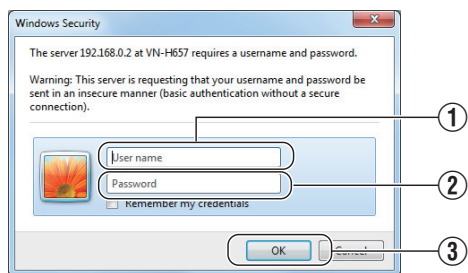 Windows Security
The server 192.168.0.2 at VN-H657 requires a username and password.
Warning: This server is requesting that your username and password be
sent in an insecure manner (basic authentication without a secure
connection).
①
User name
Password
②
Remember my credentials
OK
Cancel
③